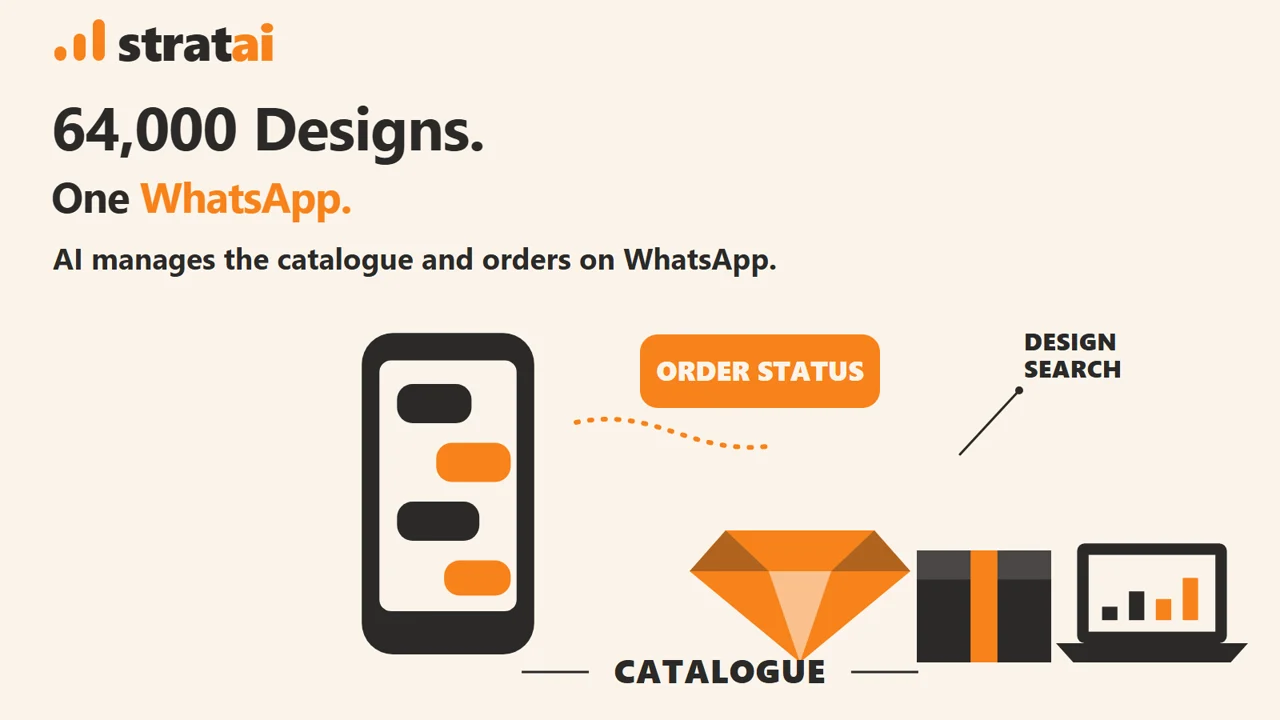 stratai
64,000 Designs.
One WhatsApp.
AI manages the catalogue and orders on WhatsApp.
ORDER STATUS
DESIGN
SEARCH
CATALOGUE